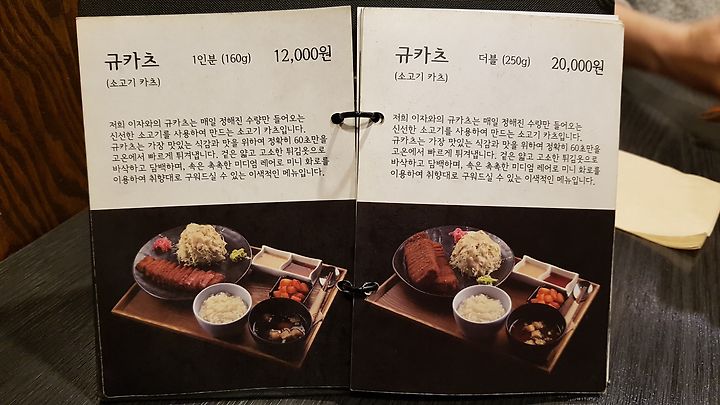 규카츠 1인분 (160g) 12,000원
(소고기 카츠)
저희 이자와의 규카츠는 매일 정해진 수량만 들어오는
신선한 소고기를 사용하여 만드는 소고기 카츠입니다.
규카츠는 가장 맛있는 식감과 맛을 위하여 정확히 60초만을
고온에서 빠르게 튀겨냅니다. 겉은 얇고 고소한 튀김옷으로
바삭하고 담백하며, 속은 촉촉한 미디엄 레어로 미니 화로를
이용하여 취향대로 구워드실 수 있는 이색적인 메뉴입니다.
규카츠 더블 (250g) 20,000원
(소고기 카츠)
저희 이자와의 규카츠는 매일 정해진 수량만 들어오는
신선한 소고기를 사용하여 만드는 소고기 카츠입니다.
규카츠는 가장 맛있는 식감과 맛을 위하여 정확히 60초만을
고온에서 빠르게 튀겨냅니다. 겉은 얇고 고소한 튀김옷으로
바삭하고 담백하며, 속은 촉촉한 미디엄 레어로 미니 화로를
이용하여 취향대로 구워드실 수 있는 이색적인 메뉴입니다.